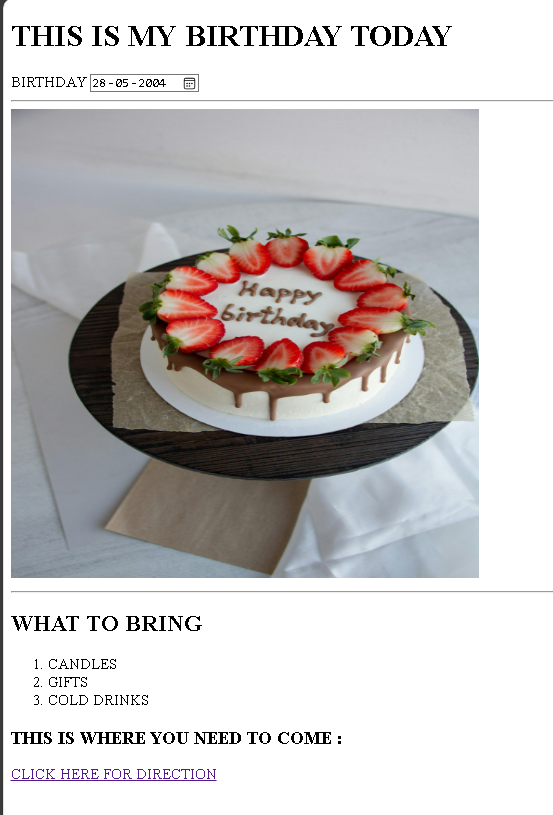 THIS IS MY BIRTHDAY TODAY
BIRTHDAY 28-05-2004
Happy
birthday
WHAT TO BRING
1. CANDLES
2. GIFTS
3. COLD DRINKS
THIS IS WHERE YOU NEED TO COME :
CLICK HERE FOR DIRECTION